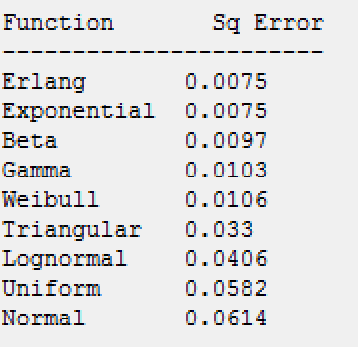 Function Sq Error
------------------------
Erlang 0.0075
Exponential 0.0075
Beta 0.0097
Gamma 0.0103
Weibull 0.0106
Triangular 0.033
Lognormal 0.0406
Uniform 0.0582
Normal 0.0614